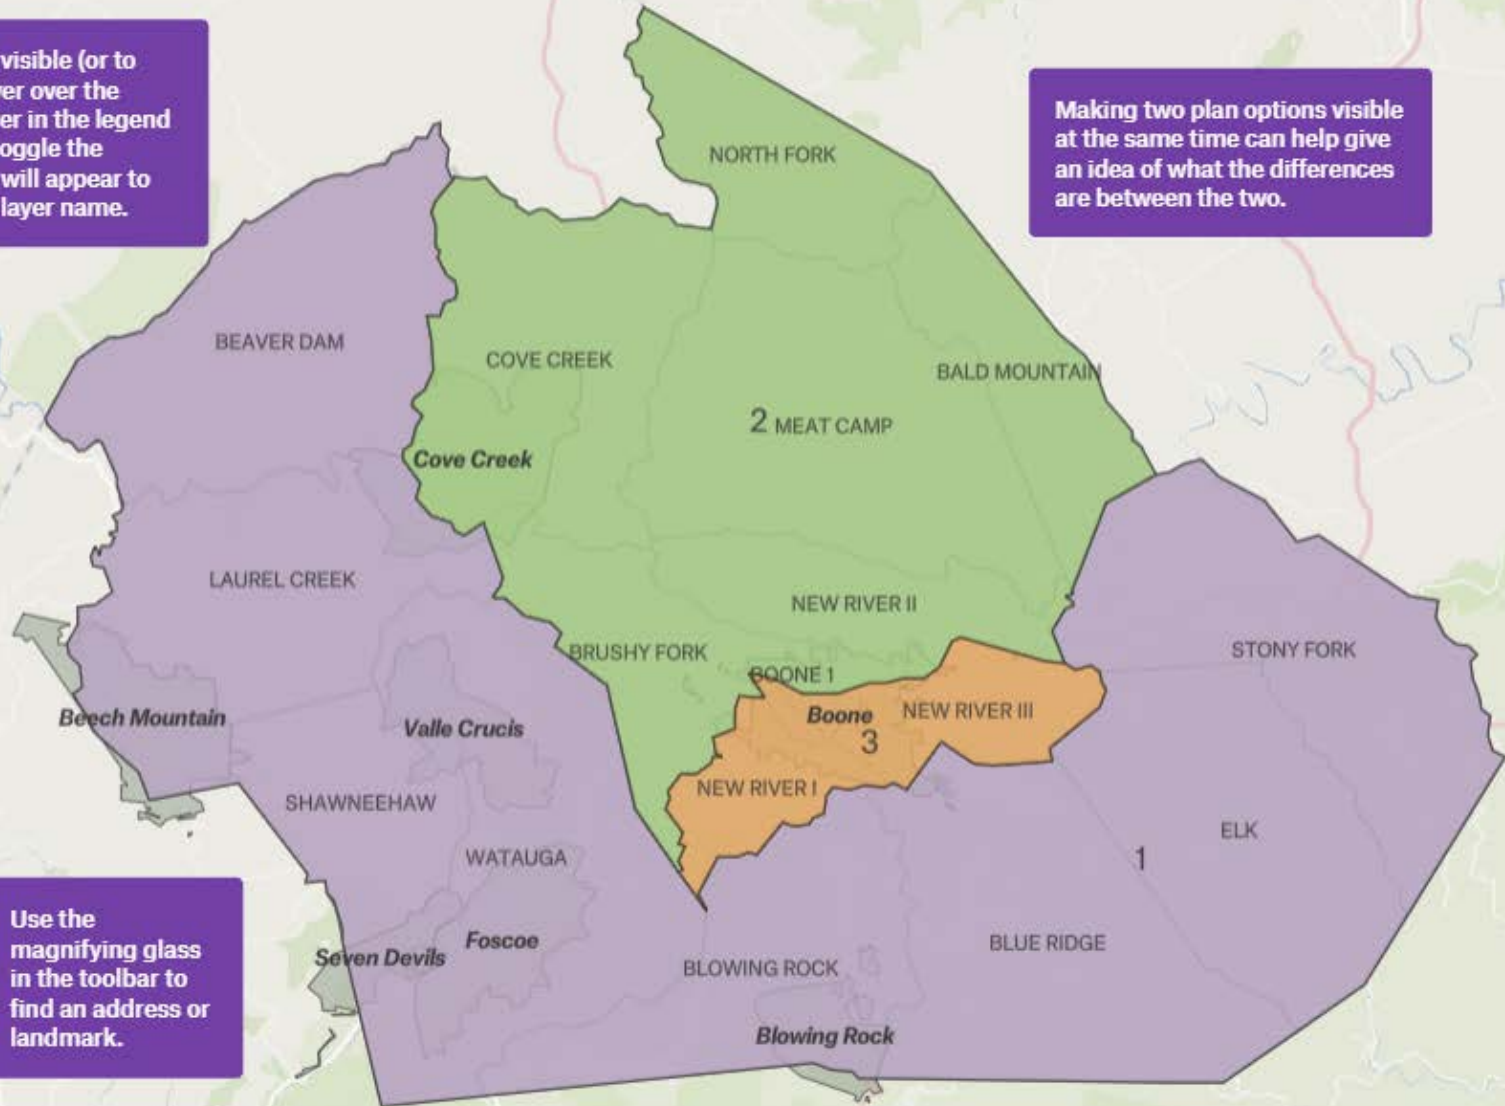 visible (or to
er over the
er in the legend
oggle the
will appear to
layer name.
Making two plan options visible
at the same time can help give
an idea of what the differences
are between the two.
NORTH FORK
BEAVER DAM
COVE CREEK
BALD MOUNTAIN
2 MEAT CAMP
Cove Creek
LAUREL CREEK
NEW RIVER II
BRUSHY FORK
STONY FORK
BOONE 1
Beech Mountain
Valle Crucis
Boone
NEW RIVER III
3
NEW RIVER I
SHAWNEEHAW
WATAUGA
ELK
1
Use the
magnifying glass
in the toolbar to
find an address or
landmark.
Seven Devils
Foscoe
BLOWING ROCK
BLUE RIDGE
Blowing Rock